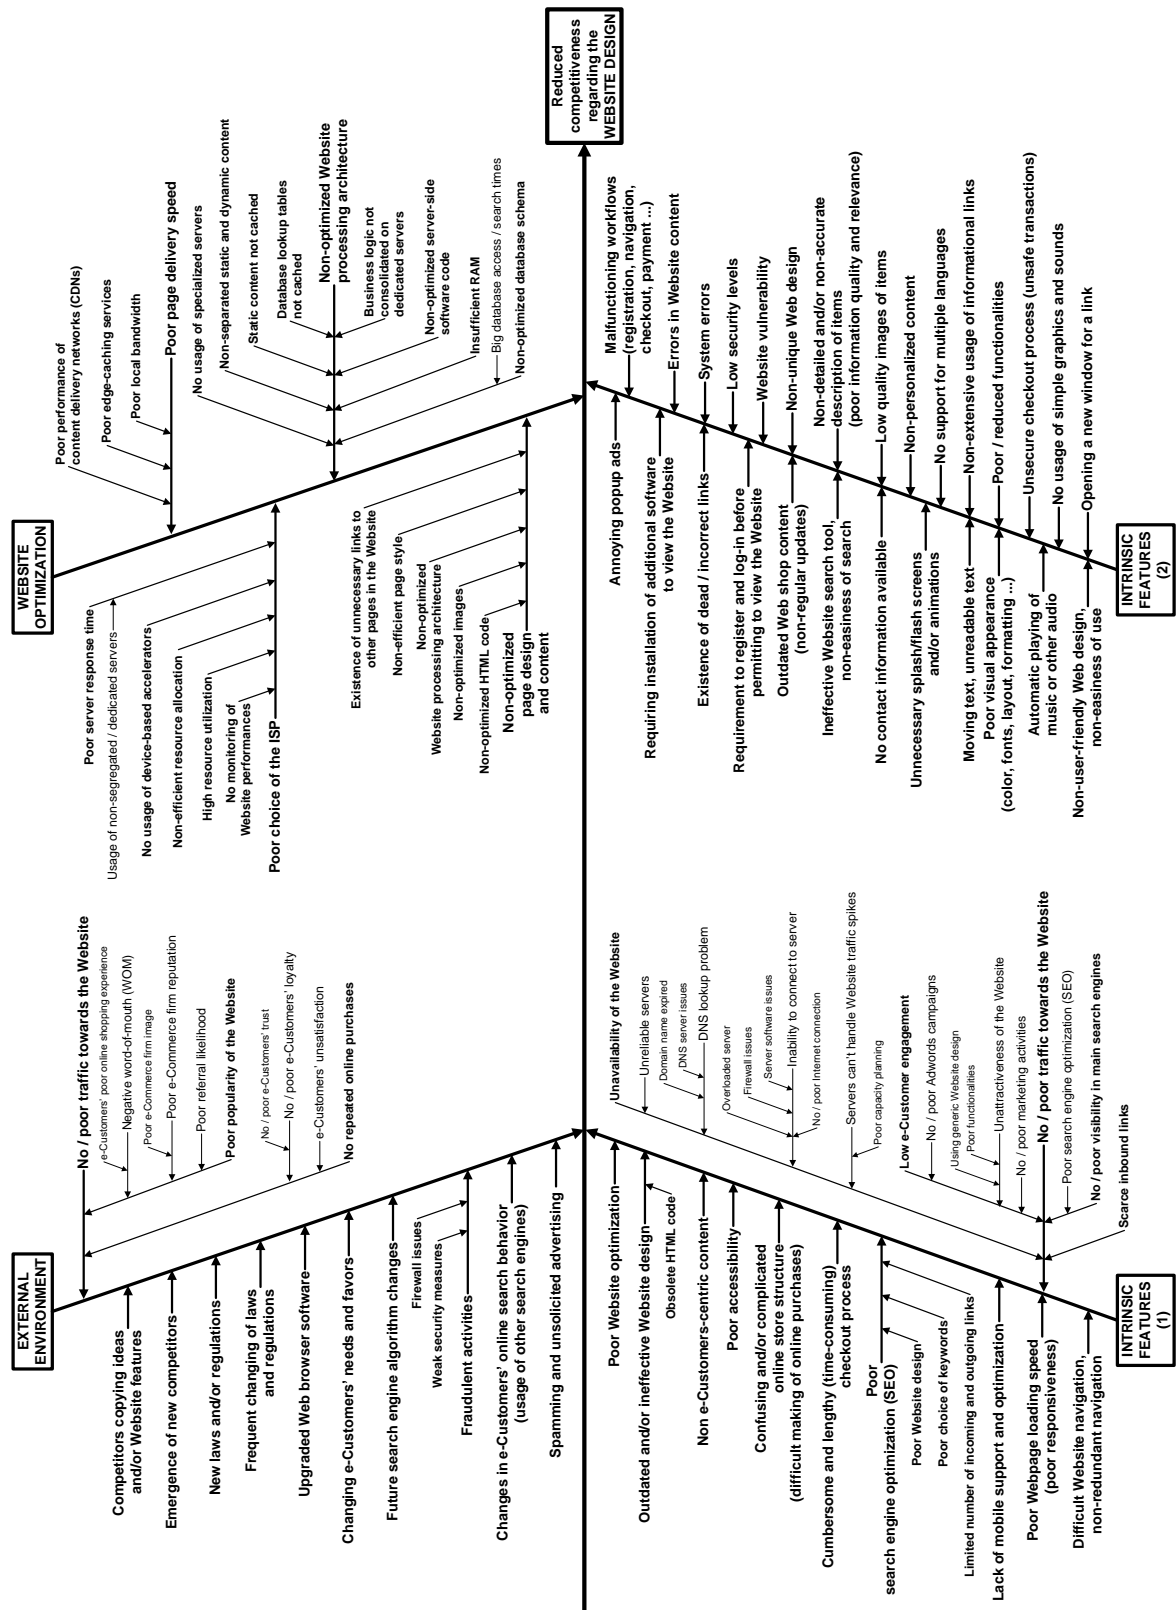 EXTERNAL
ENVIRONMENT
No / poor traffic towards the Website
e-Customers' poor online shopping experience
Negative word-of-mouth (WOM)
Poor e-Commerce firm image
Poor e-Commerce firm reputation
Poor referral likelihood
Poor popularity of the Website
No / poor e-Customers' trust
No / poor e-Customers' loyalty
e-Customers' unsatisfaction
No repeated online purchases
Competitors copying ideas
and/or Website features
Emergence of new competitors
New laws and/or regulations
Frequent changing of laws
and regulations
Upgraded Web browser software
Changing e-Customers' needs and favors
Future search engine algorithm changes
Firewall issues
Weak security measures
Fraudulent activities
Changes in e-Customers' online search behavior
(usage of other search engines)
Spamming and unsolicited advertising
WEBSITE
OPTIMIZATION
Poor performance of
content delivery networks (CDNs)
Poor edge-caching services
Poor local bandwidth
Poor page delivery speed
No usage of specialized servers
Non-separated static and dynamic content
Static content not cached
Database lookup tables
not cached
Non-optimized Website
processing architecture
Business logic not
consolidated on
dedicated servers
Non-optimized server-side
software code
Insufficient RAM
Big database access / search times
Non-optimized database schema
Poor server response time
Usage of non-segregated / dedicated servers
No usage of device-based accelerators
Non-efficient resource allocation
High resource utilization
No monitoring of
Website performances
Poor choice of the ISP
Existence of unnecessary links to
other pages in the Website
Non-efficient page style
Non-optimized
Website processing architecture
Non-optimized images
Non-optimized HTML code
Non-optimized
page design
and content
Reduced
competitiveness
regarding the
WEBSITE DESIGN
Unavailability of the Website
Unreliable servers
Domain name expired
DNS server issues
DNS lookup problem
Overloaded server
Firewall issues
Server software issues
Inability to connect to server
No / poor Internet connection
Servers can't handle Website traffic spikes
Poor capacity planning
Low e-Customer engagement
No / poor Adwords campaigns
Using generic Website design
Poor functionalities
Unattractiveness of the Website
No / poor marketing activities
No / poor traffic towards the Website
Poor search engine optimization (SEO)
No / poor visibility in main search engines
Scarce inbound links
Poor Website optimization
Outdated and/or ineffective Website design
Obsolete HTML code
Non e-Customers-centric content
Poor accessibility
Confusing and/or complicated
online store structure
(difficult making of online purchases)
Cumbersome and lengthy (time-consuming)
checkout process
Poor
search engine optimization (SEO)
Poor Website design
Poor choice of keywords
Limited number of incoming and outgoing links
Lack of mobile support and optimization
Poor Webpage loading speed
(poor responsiveness)
Difficult Website navigation,
non-redundant navigation
INTRINSIC
FEATURES
(1)
Malfunctioning workflows
(registration, navigation,
checkout, payment ...)
Errors in Website content
System errors
Low security levels
Website vulnerability
Non-unique Web design
Non-detailed and/or non-accurate
description of items
(poor information quality and relevance)
Low quality images of items
Non-personalized content
No support for multiple languages
Non-extensive usage of informational links
Poor / reduced functionalities
Unsecure checkout process (unsafe transactions)
No usage of simple graphics and sounds
Opening a new window for a link
Annoying popup ads
Requiring installation of additional software
to view the Website
Existence of dead / incorrect links
Requirement to register and log-in before
permitting to view the Website
Outdated Web shop content
(non-regular updates)
Ineffective Website search tool,
non-easiness of search
No contact information available
Unnecessary splash/flash screens
and/or animations
Moving text, unreadable text
Poor visual appearance
(color, fonts, layout, formatting ...)
Automatic playing of
music or other audio
Non-user-friendly Web design,
non-easiness of use
INTRINSIC
FEATURES
(2)